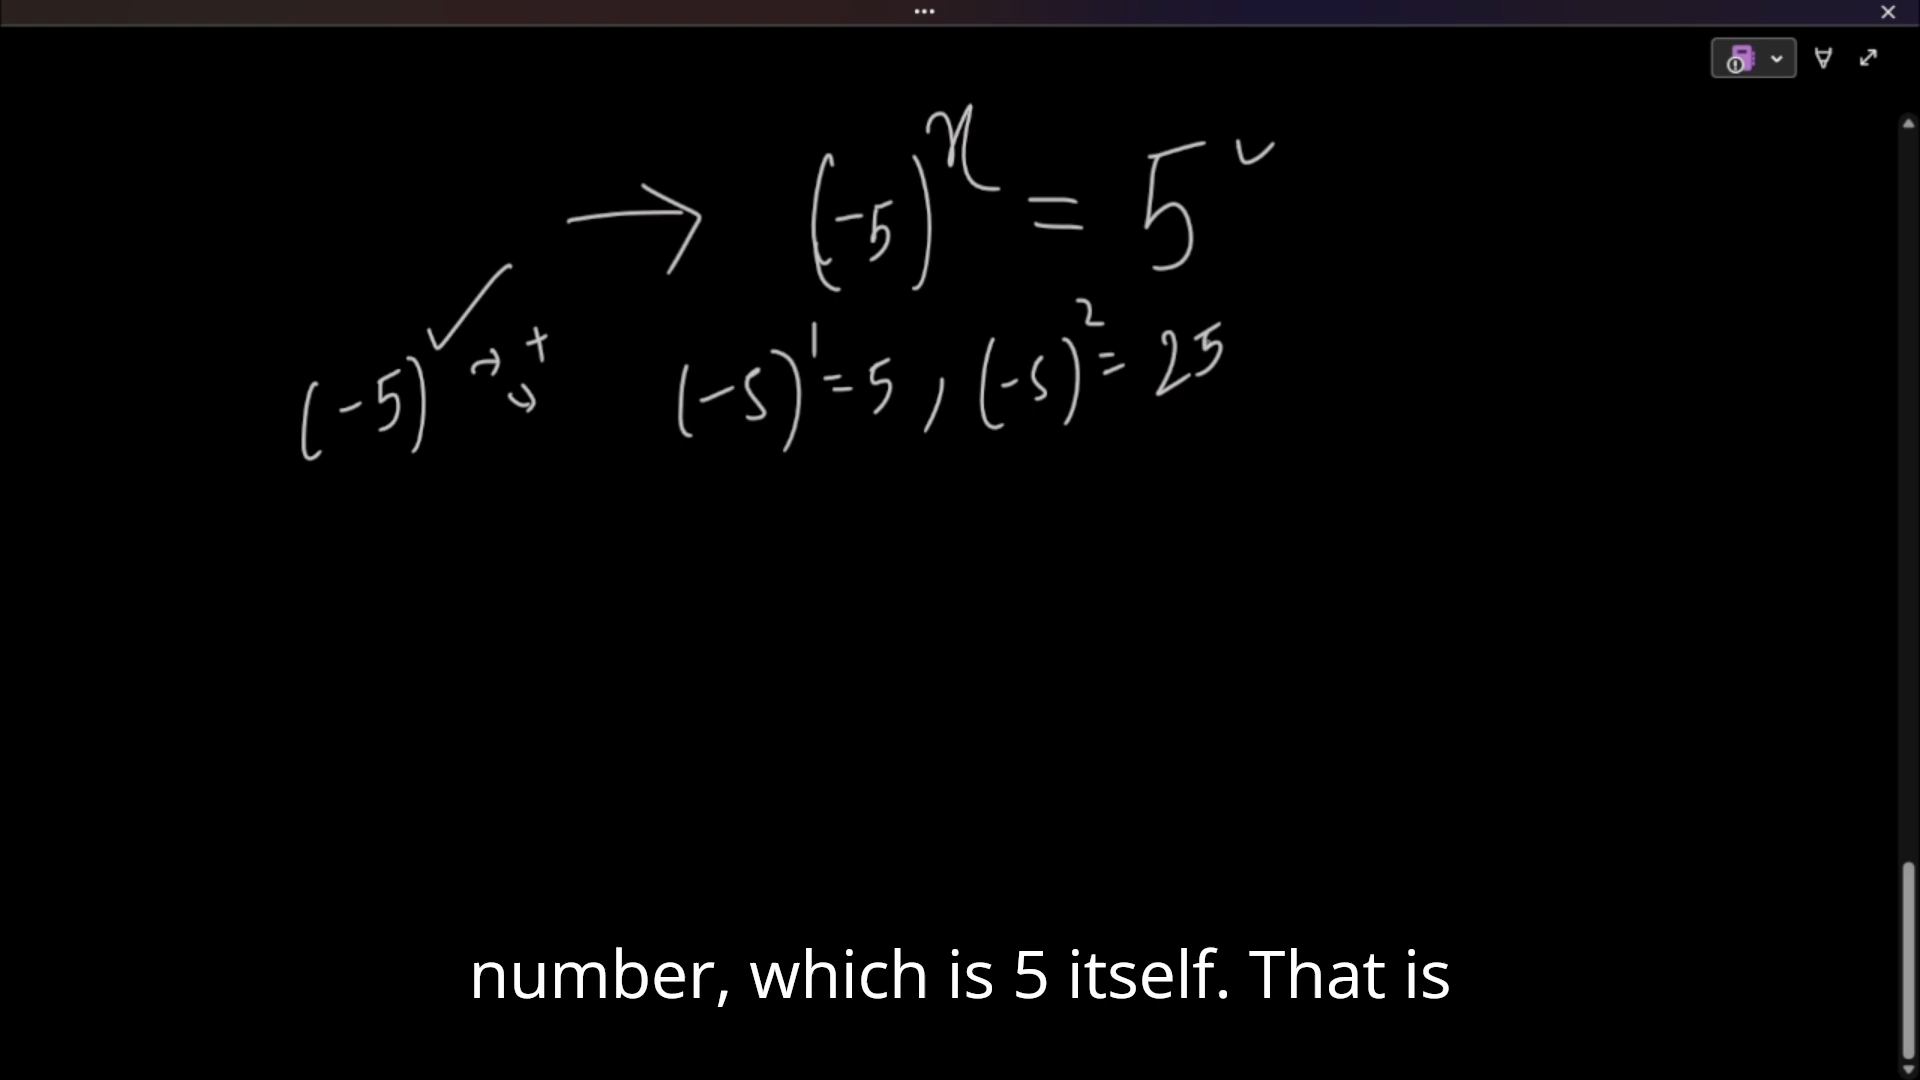 → (-5)^x = 5 ✓
(-5)^✓ → +
(-5)^1 = 5 , (-5)^2 = 25
number, which is 5 itself. That is